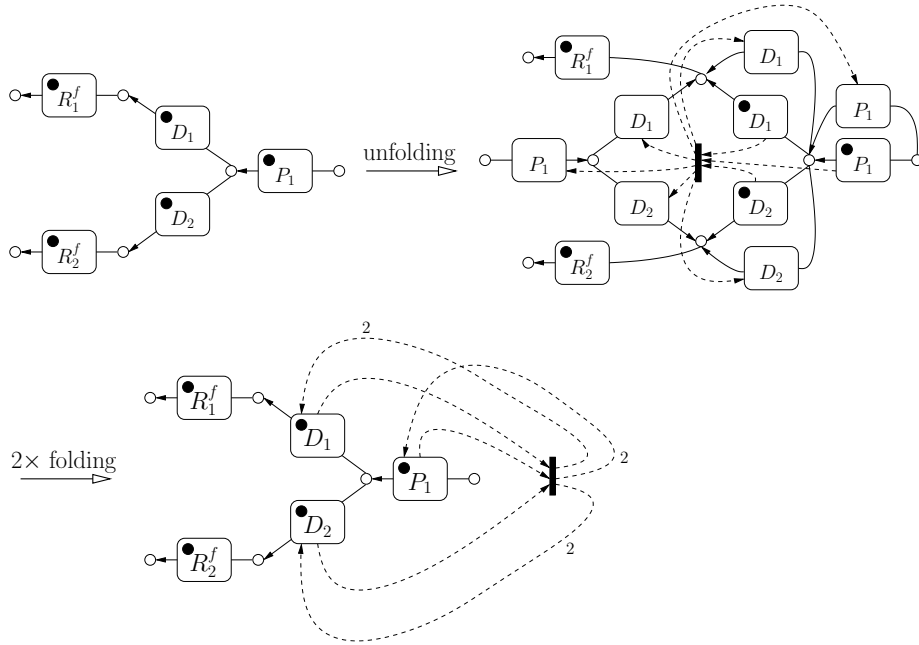 R_1^f
D_1
D_2
P_1
R_2^f
unfolding
R_1^f
D_1
P_1
D_1
D_1
P_1
P_1
D_2
D_2
R_2^f
D_2
2
2× folding
R_1^f
D_1
P_1
2
D_2
R_2^f
2